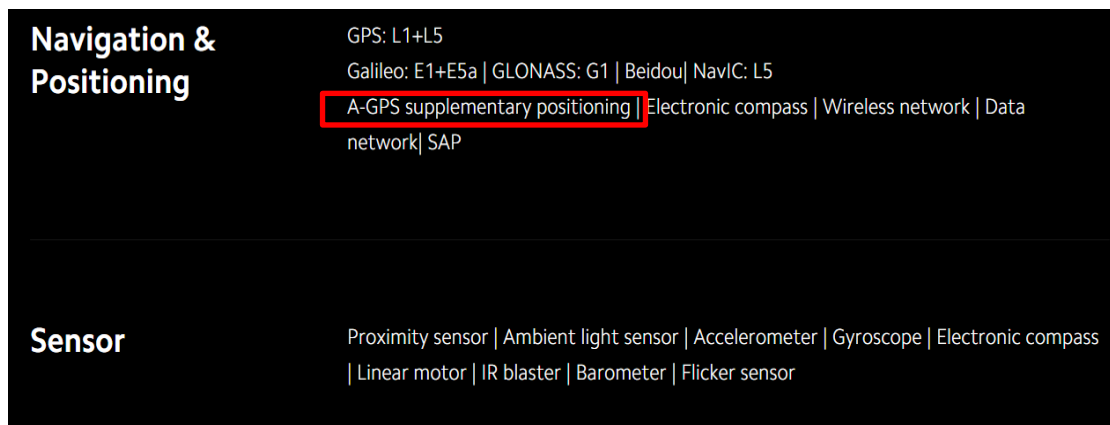 Navigation &
Positioning
GPS: L1+L5
Galileo: E1+E5a | GLONASS: G1 | Beidou| NavIC: L5
A-GPS supplementary positioning | Electronic compass | Wireless network | Data
network| SAP
Sensor
Proximity sensor | Ambient light sensor | Accelerometer | Gyroscope | Electronic compass
| Linear motor | IR blaster | Barometer | Flicker sensor